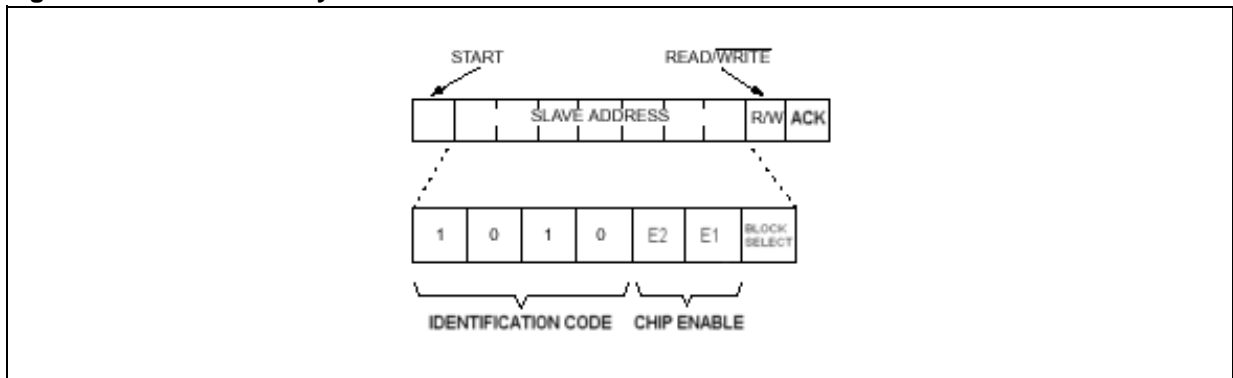 START READ/WRITE
SLAVE ADDRESS R/W ACK
1 0 1 0 E2 E1 BLOCK SELECT
IDENTIFICATION CODE CHIP ENABLE